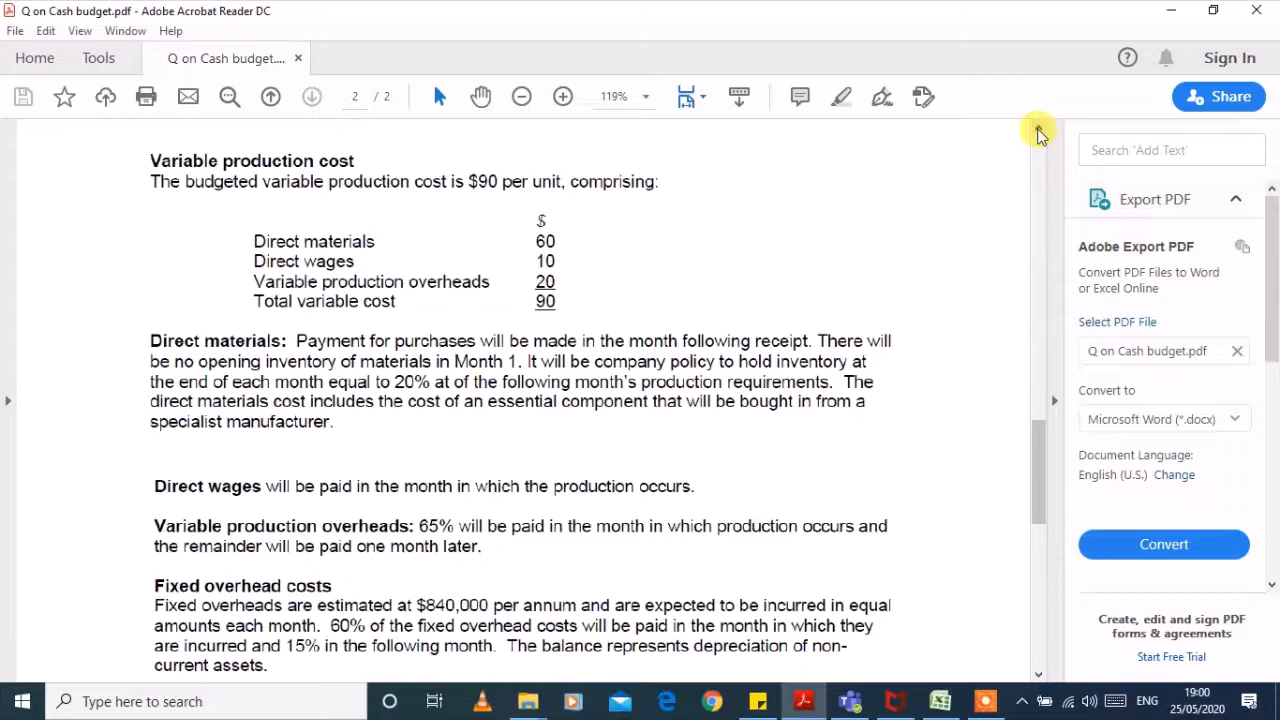 Q on Cash budget.pdf - Adobe Acrobat Reader DC
File Edit View Window Help
Home Tools Q on Cash budget.... × Sign In
2 / 2 119% Share
Variable production cost
The budgeted variable production cost is $90 per unit, comprising:
$
Direct materials 60
Direct wages 10
Variable production overheads 20
Total variable cost 90
Direct materials: Payment for purchases will be made in the month following receipt. There will
be no opening inventory of materials in Month 1. It will be company policy to hold inventory at
the end of each month equal to 20% at of the following month's production requirements. The
direct materials cost includes the cost of an essential component that will be bought in from a
specialist manufacturer.
Direct wages will be paid in the month in which the production occurs.
Variable production overheads: 65% will be paid in the month in which production occurs and
the remainder will be paid one month later.
Fixed overhead costs
Fixed overheads are estimated at $840,000 per annum and are expected to be incurred in equal
amounts each month. 60% of the fixed overhead costs will be paid in the month in which they
are incurred and 15% in the following month. The balance represents depreciation of non-
current assets.
Search 'Add Text'
Export PDF
Adobe Export PDF
Convert PDF Files to Word
or Excel Online
Select PDF File
Q on Cash budget.pdf ×
Convert to
Microsoft Word (*.docx)
Document Language:
English (U.S.) Change
Convert
Create, edit and sign PDF
forms & agreements
Start Free Trial
Type here to search
ENG
19:00
25/05/2020